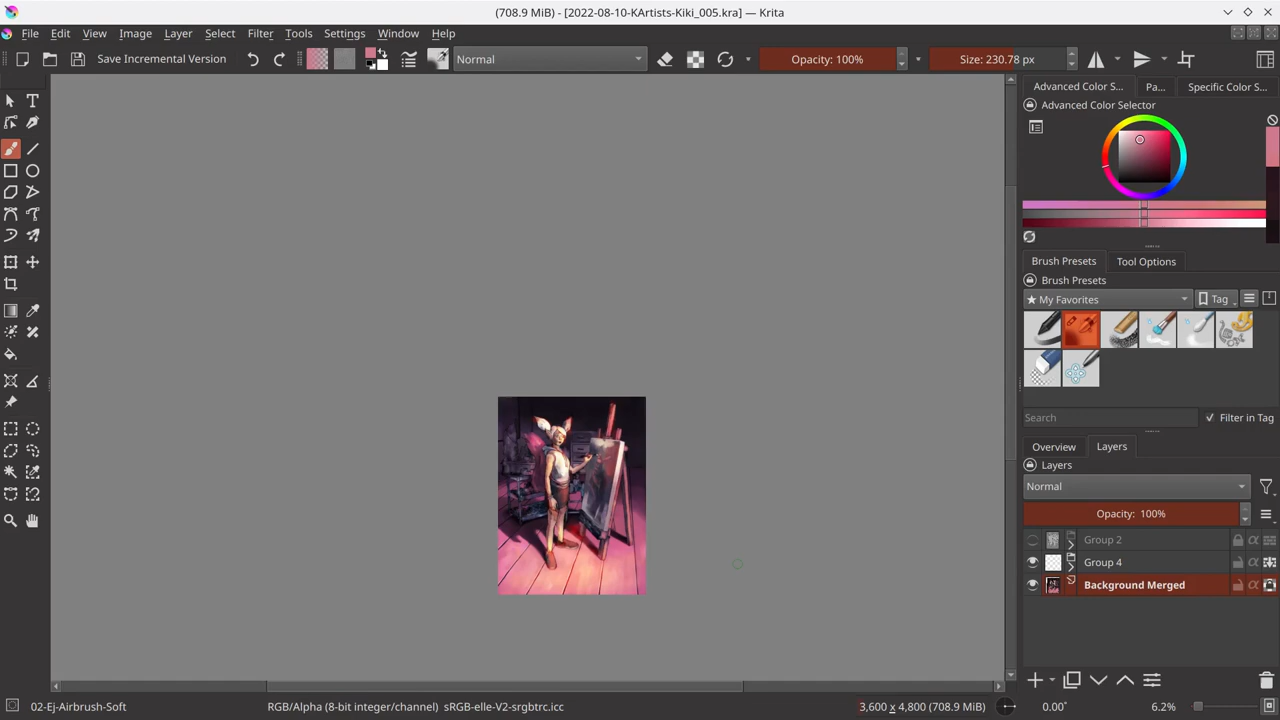 (708.9 MiB) - [2022-08-10-KArtists-Kiki_005.kra] — Krita
File Edit View Image Layer Select Filter Tools Settings Window Help
Save Incremental Version Normal Opacity: 100% Size: 230.78 px
Advanced Color S... Pa... Specific Color S...
Advanced Color Selector
Brush Presets Tool Options
Brush Presets
★ My Favorites Tag
Search Filter in Tag
Overview Layers
Layers
Normal
Opacity: 100%
Group 2
Group 4
Background Merged
02-Ej-Airbrush-Soft RGB/Alpha (8-bit integer/channel) sRGB-elle-V2-srgbtrc.icc 3,600 x 4,800 (708.9 MiB) 0.00° 6.2%